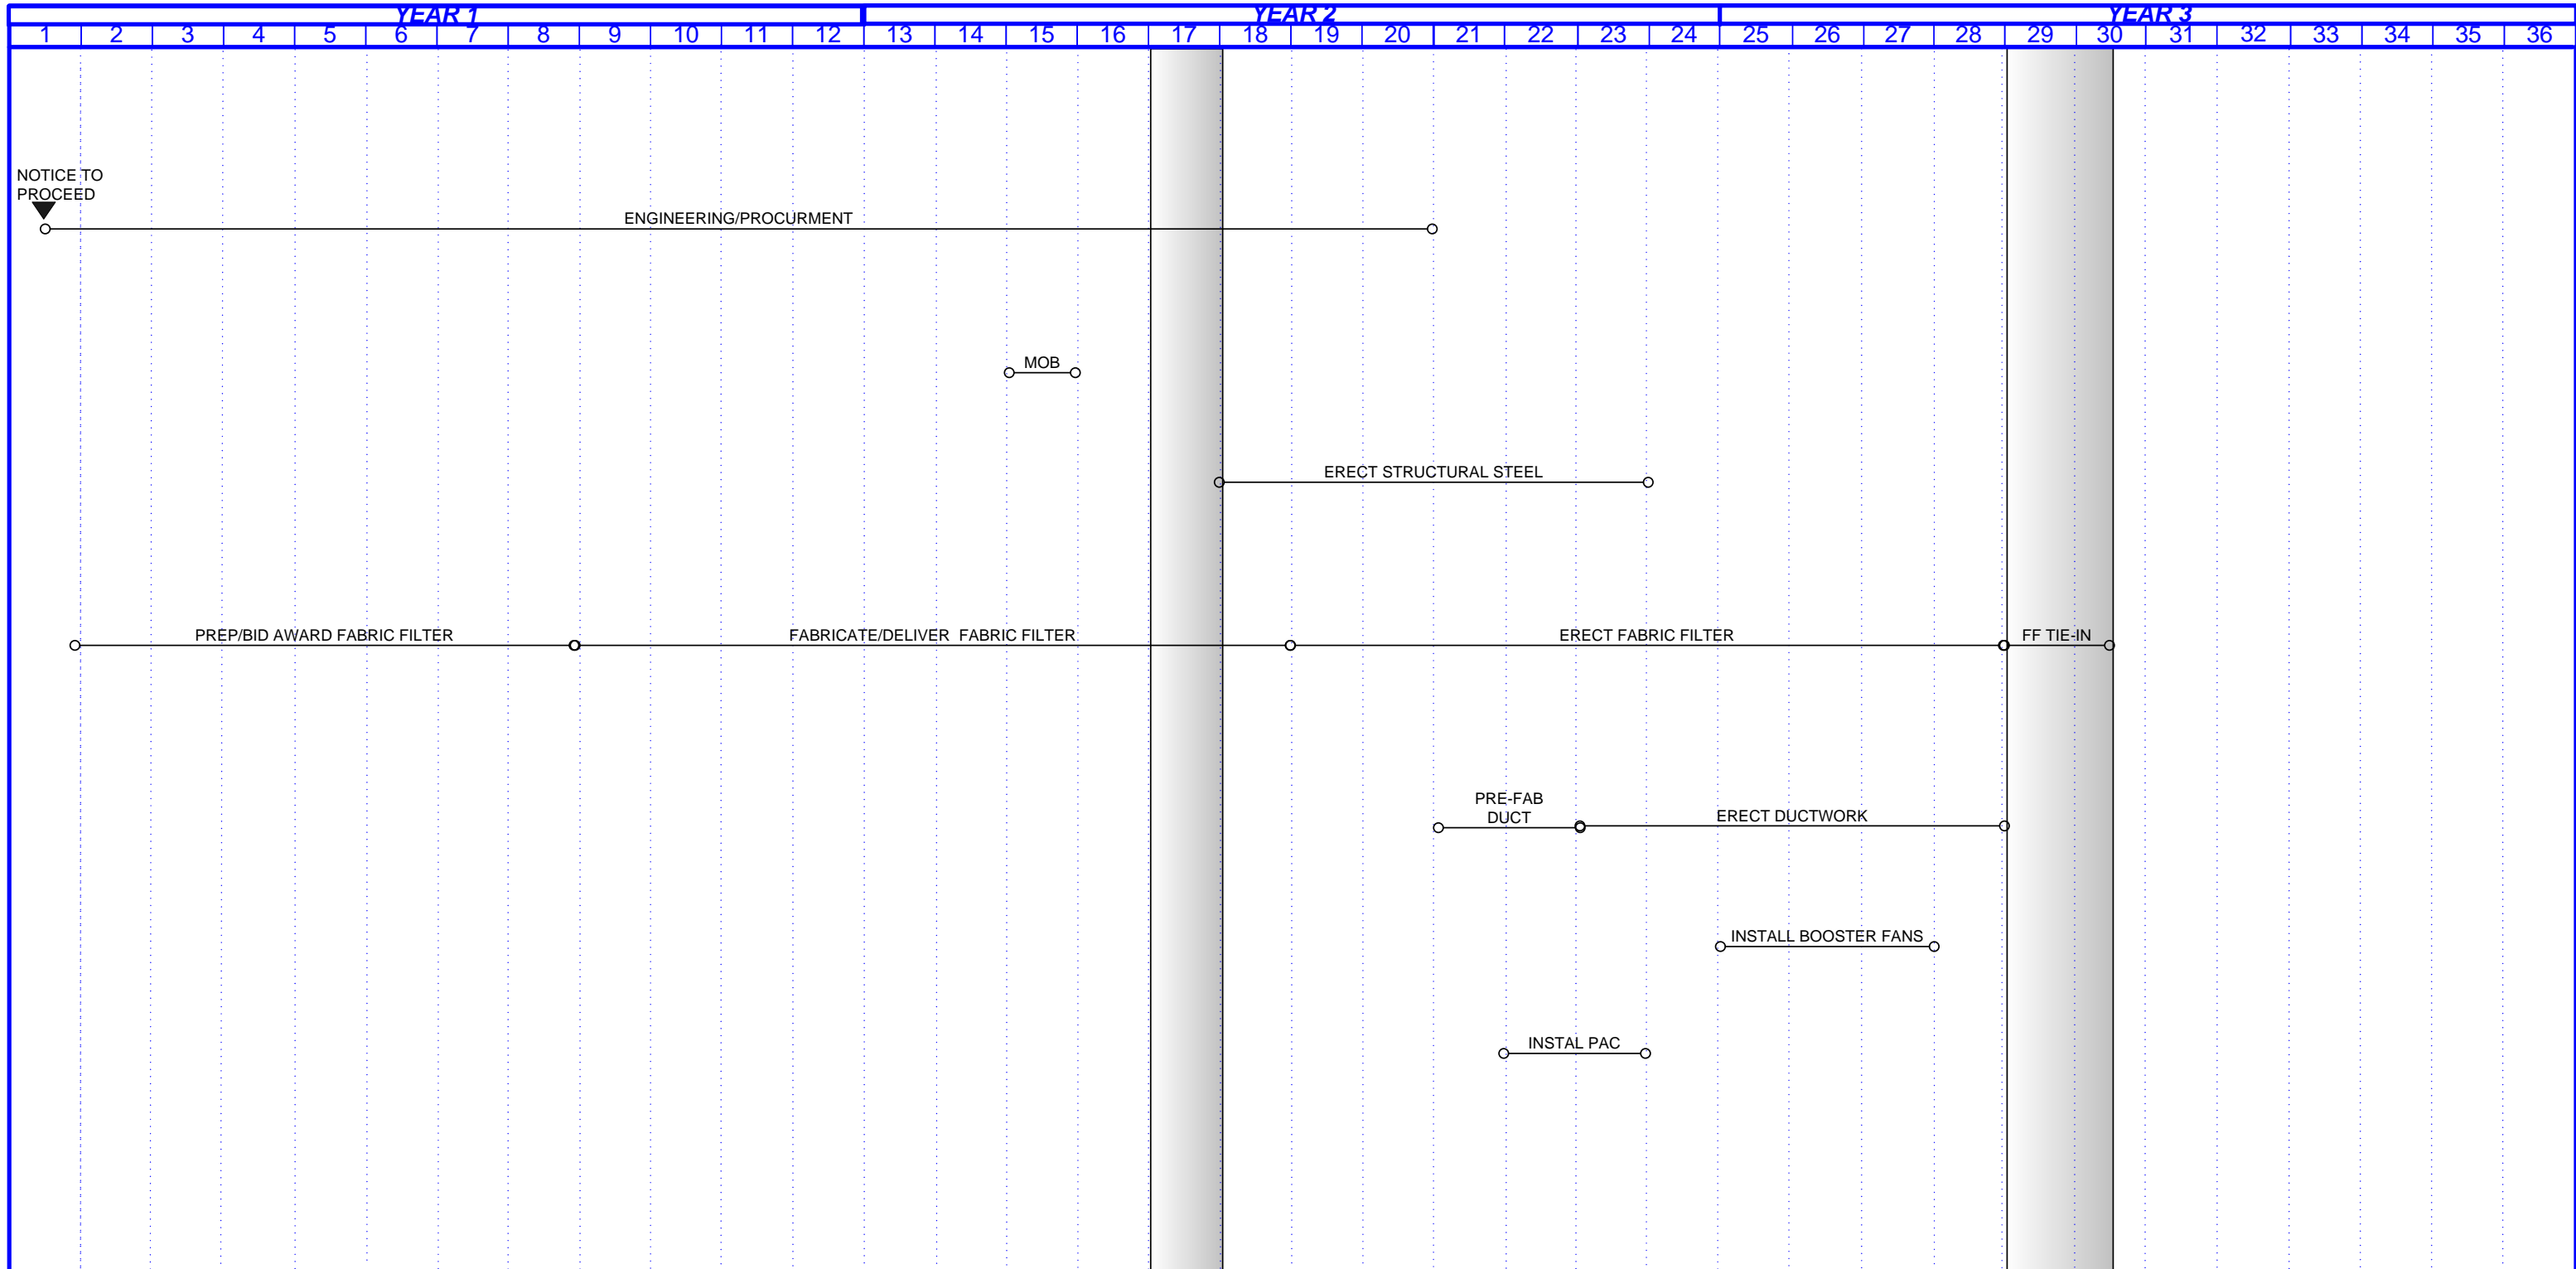 YEAR 1 YEAR 2 YEAR 3
1 2 3 4 5 6 7 8 9 10 11 12 13 14 15 16 17 18 19 20 21 22 23 24 25 26 27 28 29 30 31 32 33 34 35 36
NOTICE TO
PROCEED
ENGINEERING/PROCURMENT
MOB
ERECT STRUCTURAL STEEL
PREP/BID AWARD FABRIC FILTER FABRICATE/DELIVER FABRIC FILTER ERECT FABRIC FILTER FF TIE-IN
PRE-FAB
DUCT
ERECT DUCTWORK
INSTALL BOOSTER FANS
INSTAL PAC